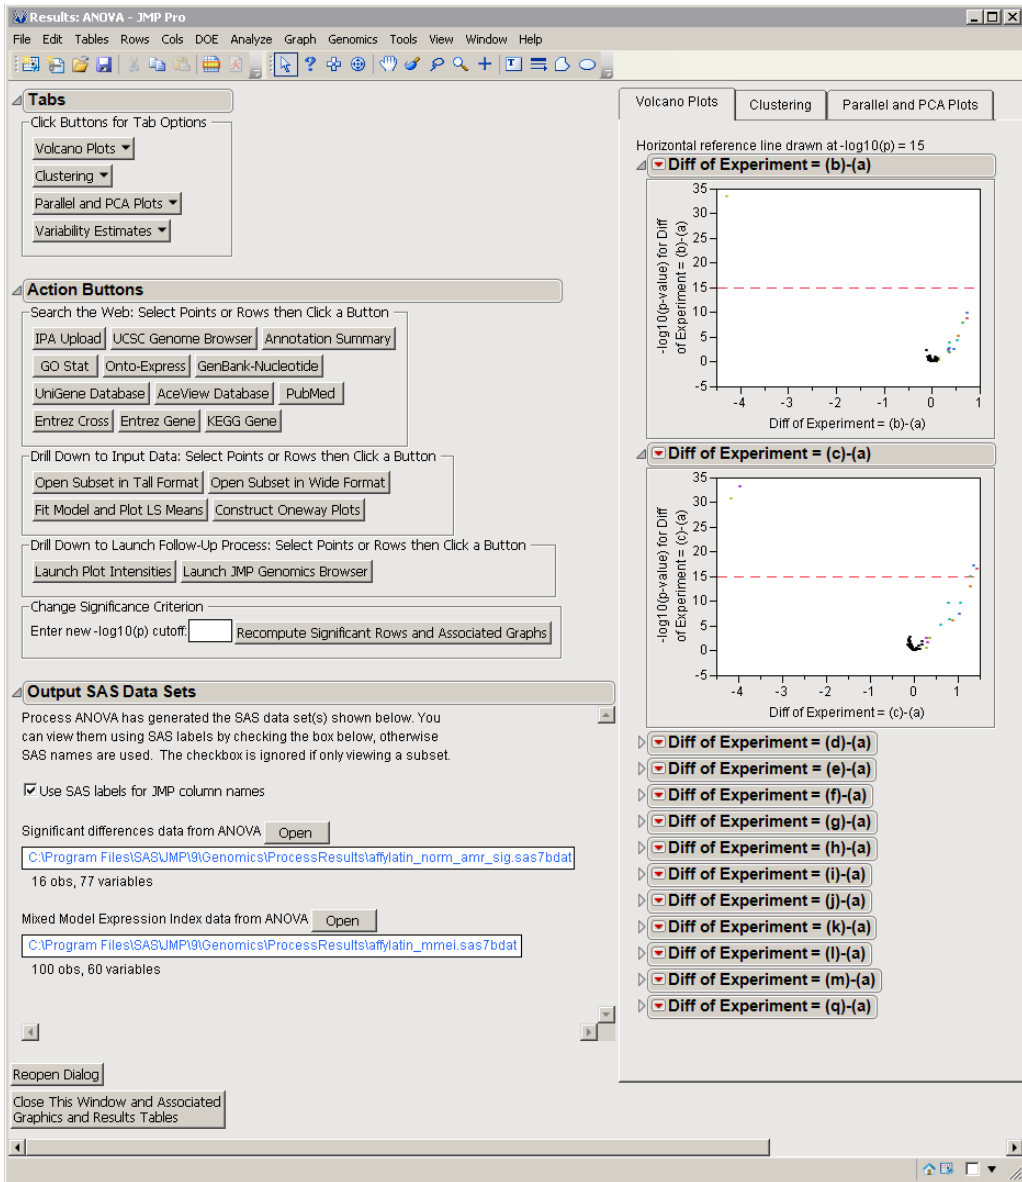 Results: ANOVA - JMP Pro
File Edit Tables Rows Cols DOE Analyze Graph Genomics Tools View Window Help
Tabs
Click Buttons for Tab Options
Volcano Plots
Clustering
Parallel and PCA Plots
Variability Estimates
Action Buttons
Search the Web: Select Points or Rows then Click a Button
IPA Upload UCSC Genome Browser Annotation Summary
GO Stat Onto-Express GenBank-Nucleotide
UniGene Database AceView Database PubMed
Entrez Cross Entrez Gene KEGG Gene
Drill Down to Input Data: Select Points or Rows then Click a Button
Open Subset in Tall Format Open Subset in Wide Format
Fit Model and Plot LS Means Construct Oneway Plots
Drill Down to Launch Follow-Up Process: Select Points or Rows then Click a Button
Launch Plot Intensities Launch JMP Genomics Browser
Change Significance Criterion
Enter new -log10(p) cutoff: Recompute Significant Rows and Associated Graphs
Output SAS Data Sets
Process ANOVA has generated the SAS data set(s) shown below. You
can view them using SAS labels by checking the box below, otherwise
SAS names are used. The checkbox is ignored if only viewing a subset.
Use SAS labels for JMP column names
Significant differences data from ANOVA Open
C:\Program Files\SAS\JMP\9\Genomics\ProcessResults\affylatin_norm_amr_sig.sas7bdat
16 obs, 77 variables
Mixed Model Expression Index data from ANOVA Open
C:\Program Files\SAS\JMP\9\Genomics\ProcessResults\affylatin_mmei.sas7bdat
100 obs, 60 variables
Reopen Dialog
Close This Window and Associated
Graphics and Results Tables
Volcano Plots Clustering Parallel and PCA Plots
Horizontal reference line drawn at -log10(p) = 15
Diff of Experiment = (b)-(a)
-log10(p-value) for Diff
of Experiment = (b)-(a)
35
30
25
20
15
10
5
0
-5
-4 -3 -2 -1 0 1
Diff of Experiment = (b)-(a)
Diff of Experiment = (c)-(a)
-log10(p-value) for Diff
of Experiment = (c)-(a)
35
30
25
20
15
10
5
0
-5
-4 -3 -2 -1 0 1
Diff of Experiment = (c)-(a)
Diff of Experiment = (d)-(a)
Diff of Experiment = (e)-(a)
Diff of Experiment = (f)-(a)
Diff of Experiment = (g)-(a)
Diff of Experiment = (h)-(a)
Diff of Experiment = (i)-(a)
Diff of Experiment = (j)-(a)
Diff of Experiment = (k)-(a)
Diff of Experiment = (l)-(a)
Diff of Experiment = (m)-(a)
Diff of Experiment = (q)-(a)